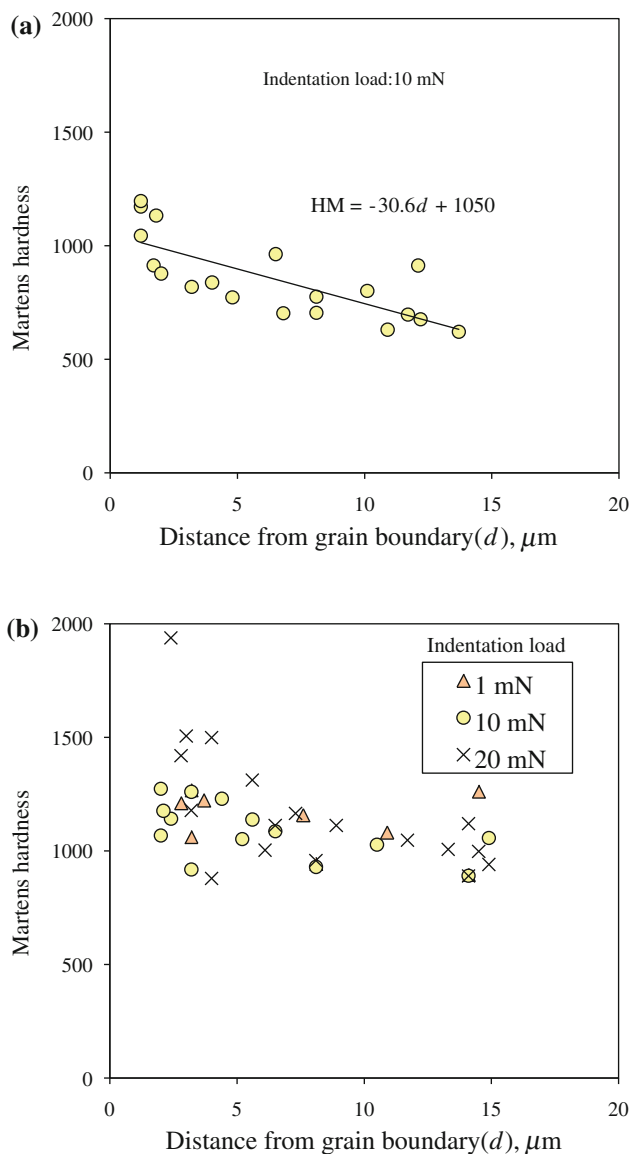 (a)
2000
Indentation load:10 mN
1500
HM = -30.6d + 1050
1000
500
0
0 5 10 15 20
Martens hardness
Distance from grain boundary(d), μm
(b)
2000
Indentation load
1 mN
10 mN
20 mN
1500
1000
500
0
0 5 10 15 20
Martens hardness
Distance from grain boundary(d), μm